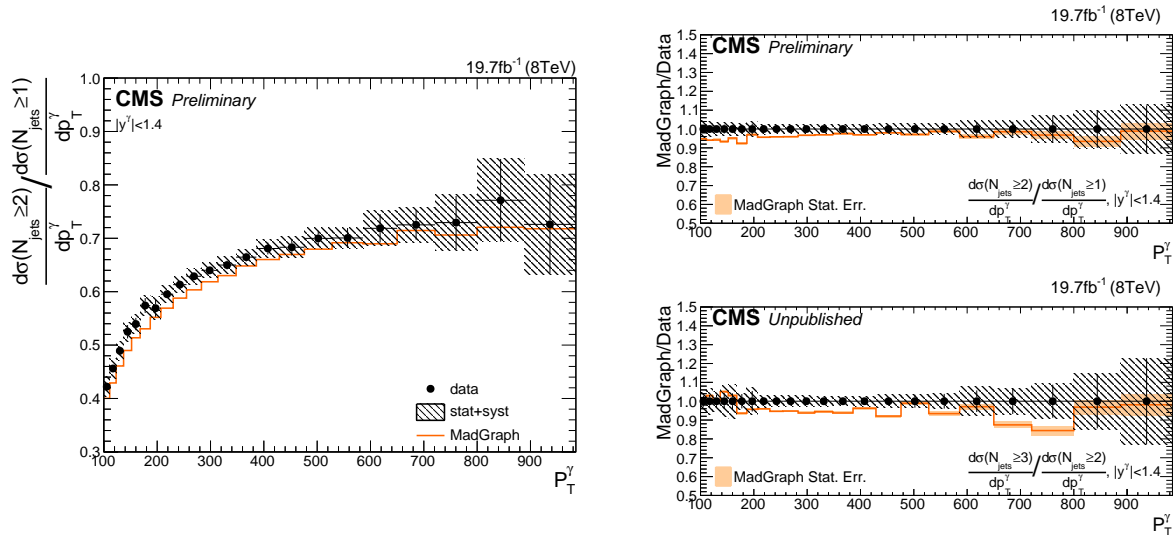 19.7fb⁻¹ (8TeV)
CMS Preliminary
|y^γ|<1.4
dσ(N_jets ≥2)/dp_T^γ / dσ(N_jets ≥1)/dp_T^γ
1.0
0.9
0.8
0.7
0.6
0.5
0.4
0.3
data
stat+syst
MadGraph
100 200 300 400 500 600 700 800 900
P_T^γ
19.7fb⁻¹ (8TeV)
CMS Preliminary
MadGraph/Data
1.5
1.4
1.3
1.2
1.1
1.0
0.9
0.8
0.7
0.6
0.5
MadGraph Stat. Err.
dσ(N_jets ≥2)/dp_T^γ / dσ(N_jets ≥1)/dp_T^γ, |y^γ|<1.4
100 200 300 400 500 600 700 800 900
P_T^γ
19.7fb⁻¹ (8TeV)
CMS Unpublished
MadGraph/Data
1.5
1.4
1.3
1.2
1.1
1.0
0.9
0.8
0.7
0.6
0.5
MadGraph Stat. Err.
dσ(N_jets ≥3)/dp_T^γ / dσ(N_jets ≥2)/dp_T^γ, |y^γ|<1.4
100 200 300 400 500 600 700 800 900
P_T^γ